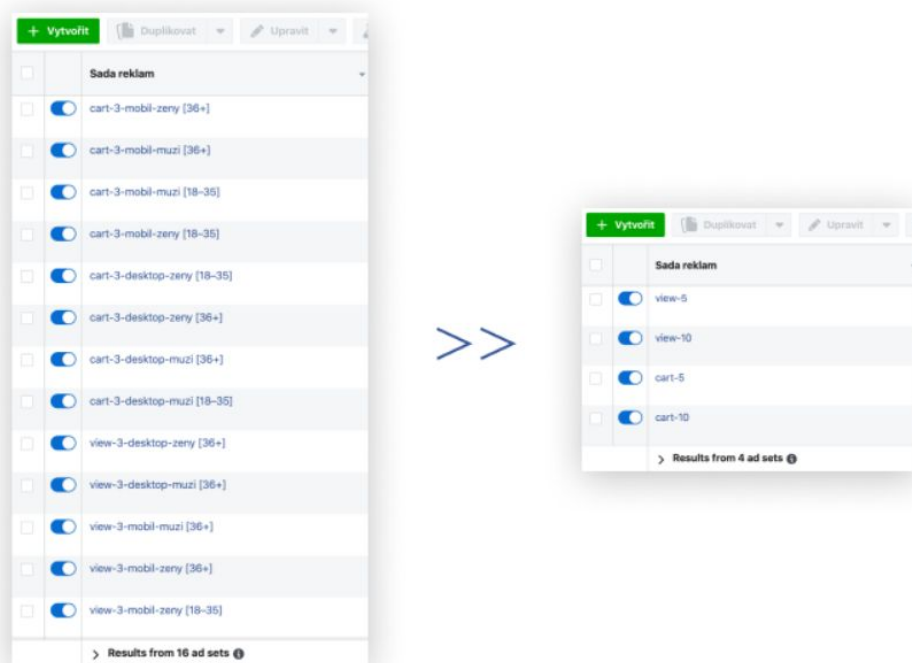 + Vytvořit Duplikovat Upravit
Sada reklam
cart-3-mobil-zeny [36+]
cart-3-mobil-muzi [36+]
cart-3-mobil-muzi [18–35]
cart-3-mobil-zeny [18–35]
cart-3-desktop-zeny [18–35]
cart-3-desktop-zeny [36+]
cart-3-desktop-muzi [36+]
cart-3-desktop-muzi [18–35]
view-3-desktop-zeny [36+]
view-3-desktop-muzi [36+]
view-3-mobil-muzi [36+]
view-3-mobil-zeny [36+]
view-3-mobil-zeny [18–35]
> Results from 16 ad sets
>>
+ Vytvořit Duplikovat Upravit
Sada reklam
view-5
view-10
cart-5
cart-10
> Results from 4 ad sets